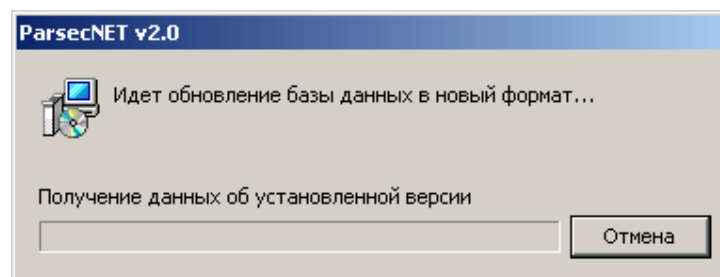 ParsecNET v2.0
Идет обновление базы данных в новый формат...
Получение данных об установленной версии
Отмена